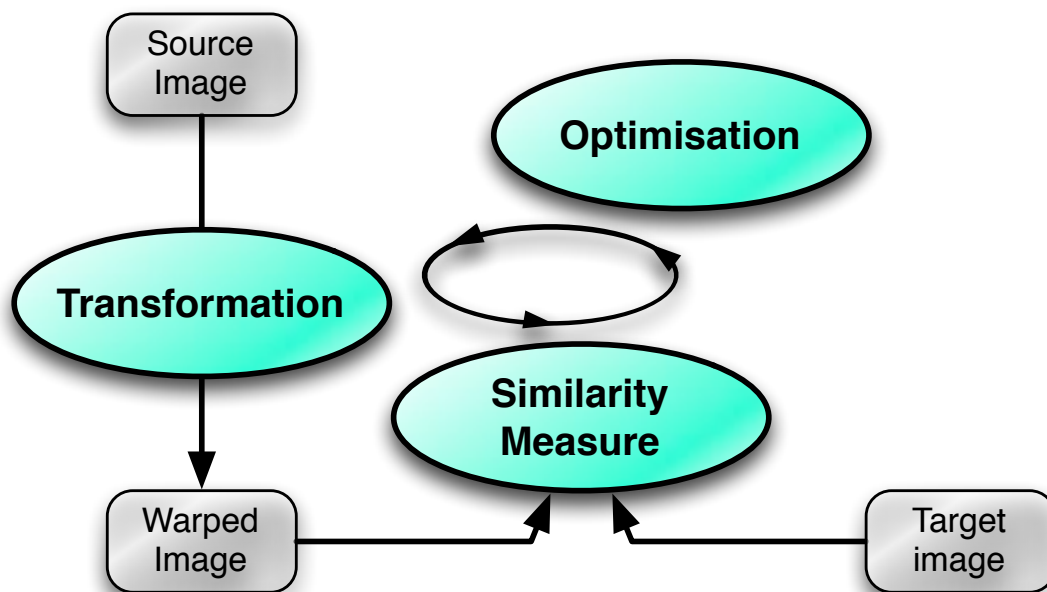 Source
Image
Optimisation
Transformation
Similarity
Measure
Warped
Image
Target
image